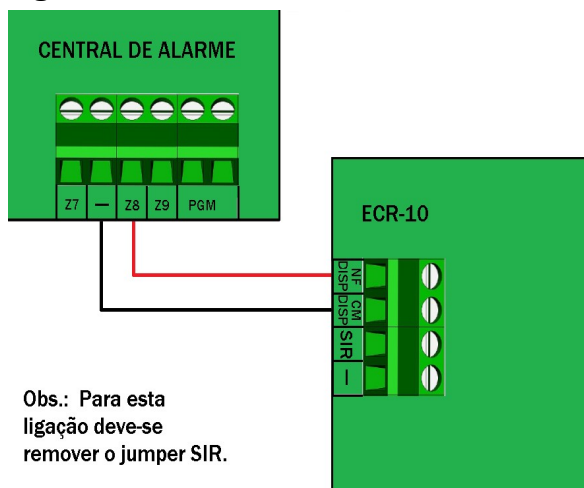 CENTRAL DE ALARME
Z7 — Z8 Z9 PGM
ECR-10
NF DISP
CM DISP
SIR
—
Obs.: Para esta
ligação deve-se
remover o jumper SIR.